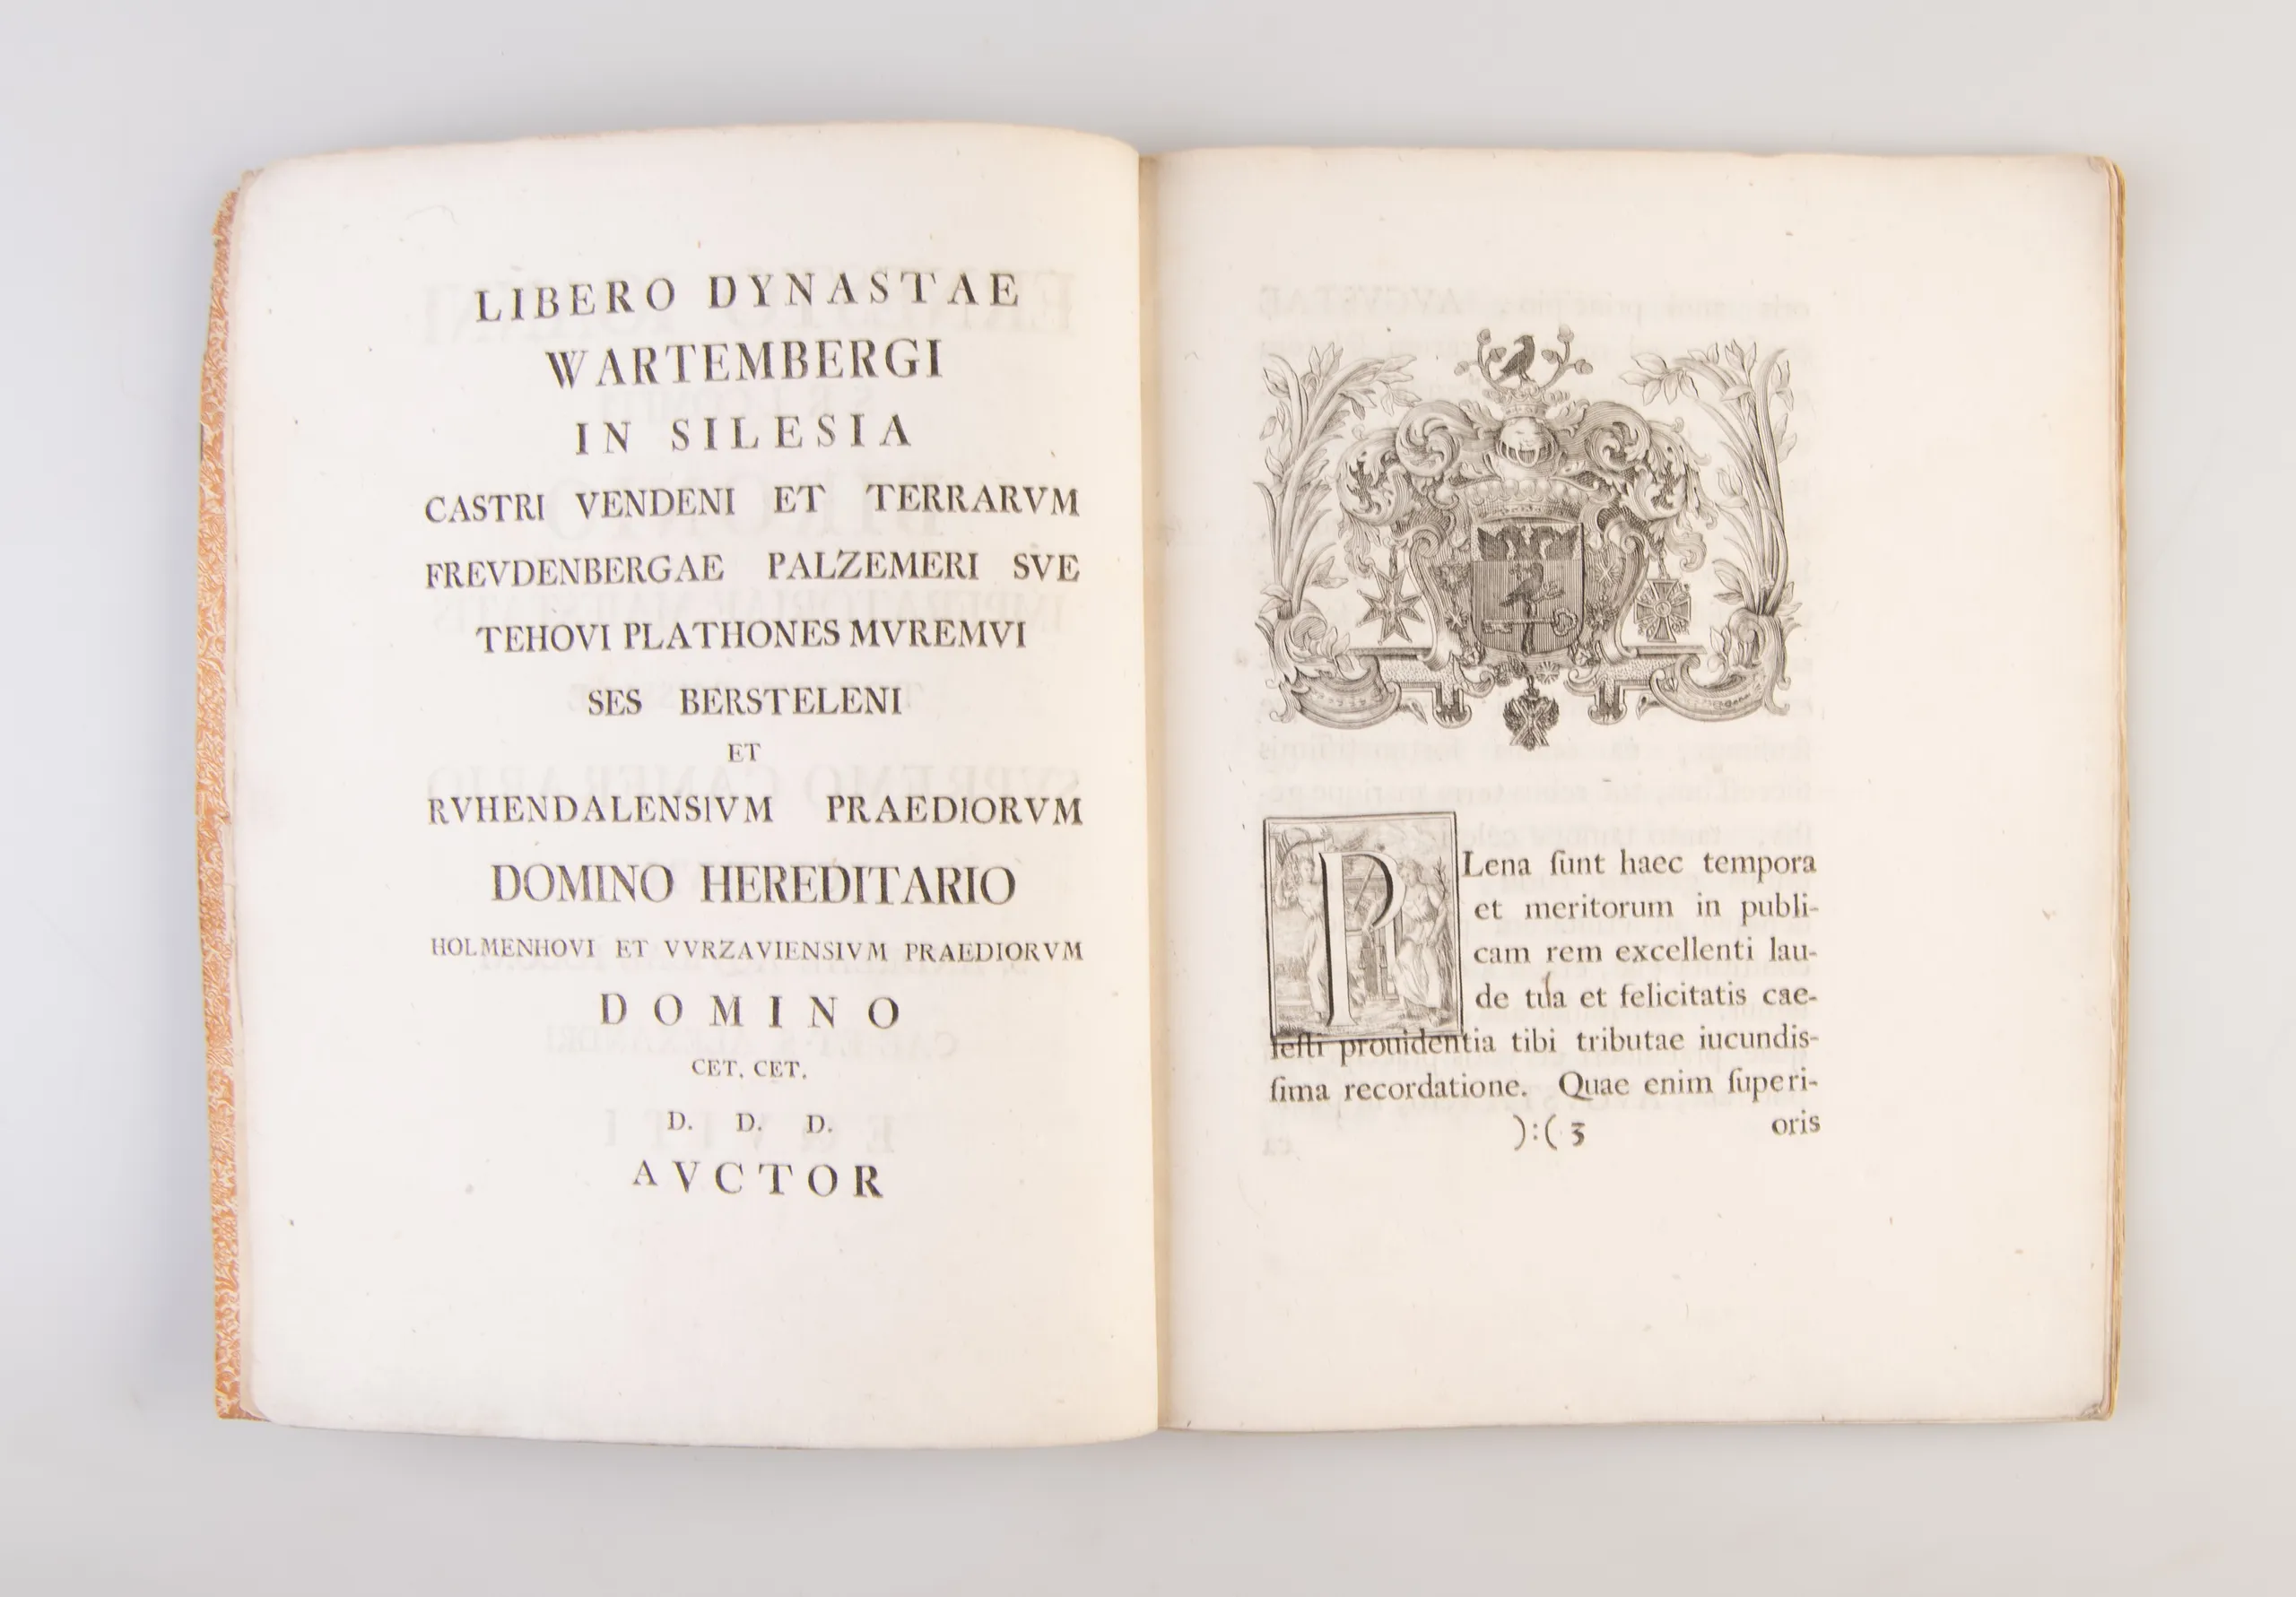 LIBERO DYNASTAE
WARTEMBERGI
IN SILESIA
CASTRI VENDENI ET TERRARVM
FREVDENBERGAE PALZEMERI SVE
TEHOVI PLATHONES MVREMVI
SES BERSTELENI
ET
RVHENDALENSIVM PRAEDIORVM
DOMINO HEREDITARIO
HOLMENHOVI ET VVRZAVIENSIVM PRAEDIORVM
DOMINO
CET. CET.
D. D. D.
AVCTOR
PLena ſunt haec tempora
et meritorum in publi-
cam rem excellenti lau-
de tua et felicitatis cae-
leſti prouidentia tibi tributae iucundis-
ſima recordatione. Quae enim ſuperi-
):( 3 oris